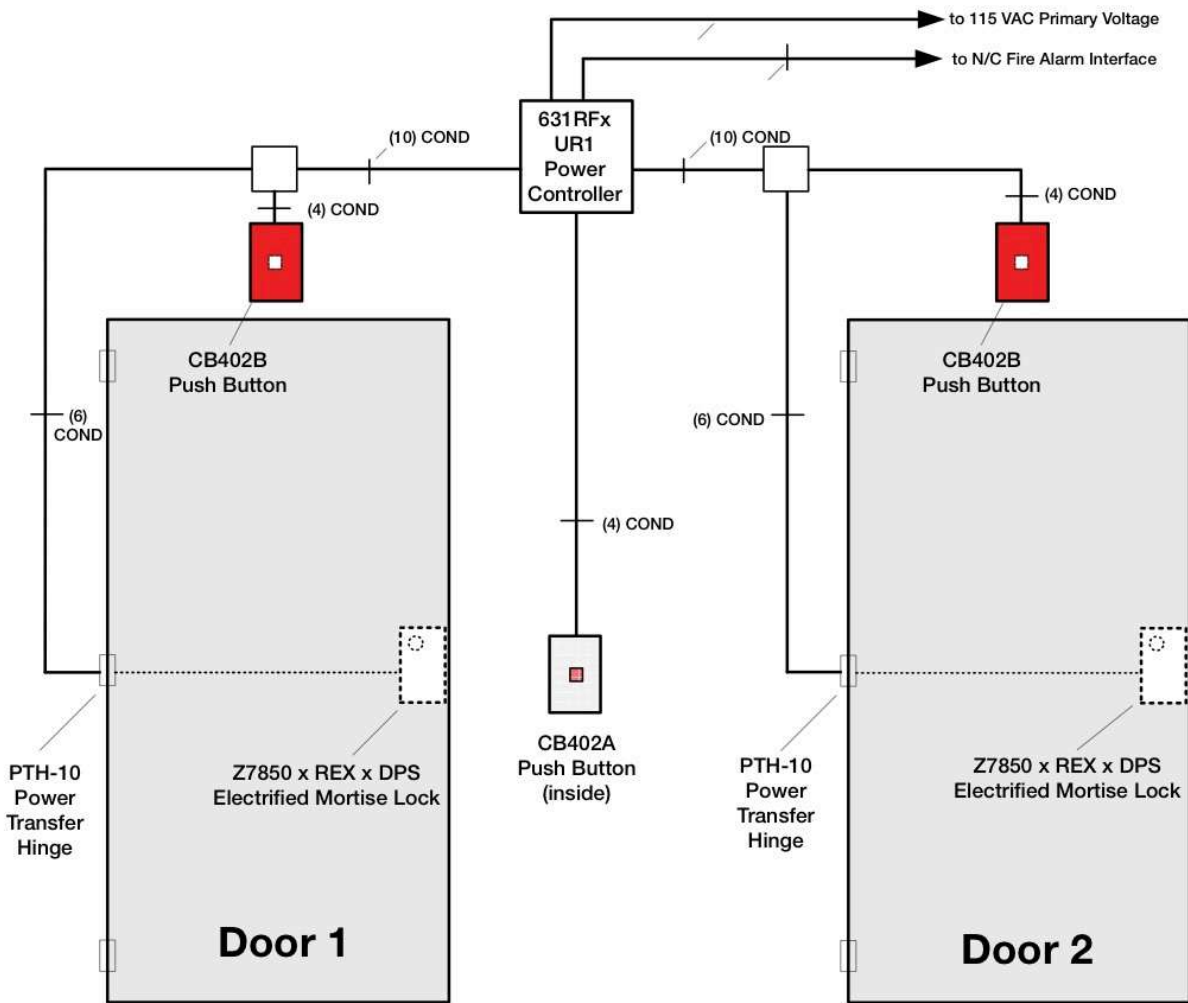 to 115 VAC Primary Voltage
to N/C Fire Alarm Interface
631RFx
UR1
Power
Controller
(10) COND
(10) COND
(4) COND
(4) COND
CB402B
Push Button
CB402B
Push Button
(6)
COND
(6) COND
(4) COND
PTH-10
Power
Transfer
Hinge
Z7850 x REX x DPS
Electrified Mortise Lock
CB402A
Push Button
(inside)
PTH-10
Power
Transfer
Hinge
Z7850 x REX x DPS
Electrified Mortise Lock
Door 1
Door 2